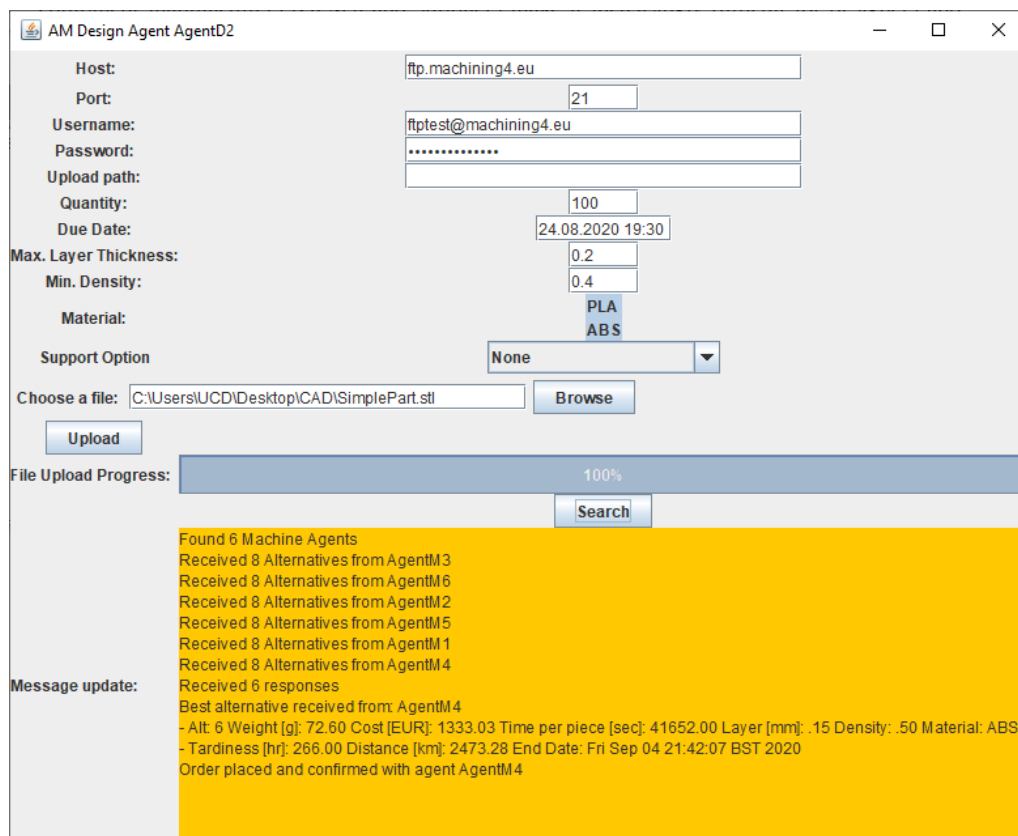 AM Design Agent AgentD2
Host: ftp.machining4.eu
Port: 21
Username: ftptest@machining4.eu
Password: ••••••••••••••
Upload path:
Quantity: 100
Due Date: 24.08.2020 19:30
Max. Layer Thickness: 0.2
Min. Density: 0.4
Material: PLA
ABS
Support Option None
Choose a file: C:\Users\UCD\Desktop\CAD\SimplePart.stl Browse
Upload
File Upload Progress: 100%
Search
Found 6 Machine Agents
Received 8 Alternatives from AgentM3
Received 8 Alternatives from AgentM6
Received 8 Alternatives from AgentM2
Received 8 Alternatives from AgentM5
Received 8 Alternatives from AgentM1
Received 8 Alternatives from AgentM4
Message update: Received 6 responses
Best alternative received from: AgentM4
- Alt: 6 Weight [g]: 72.60 Cost [EUR]: 1333.03 Time per piece [sec]: 41652.00 Layer [mm]: .15 Density: .50 Material: ABS
- Tardiness [hr]: 266.00 Distance [km]: 2473.28 End Date: Fri Sep 04 21:42:07 BST 2020
Order placed and confirmed with agent AgentM4